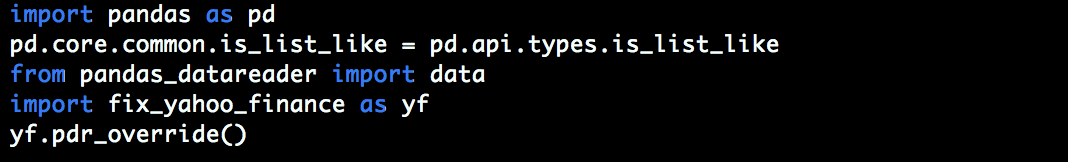 import pandas as pd
pd.core.common.is_list_like = pd.api.types.is_list_like
from pandas_datareader import data
import fix_yahoo_finance as yf
yf.pdr_override()